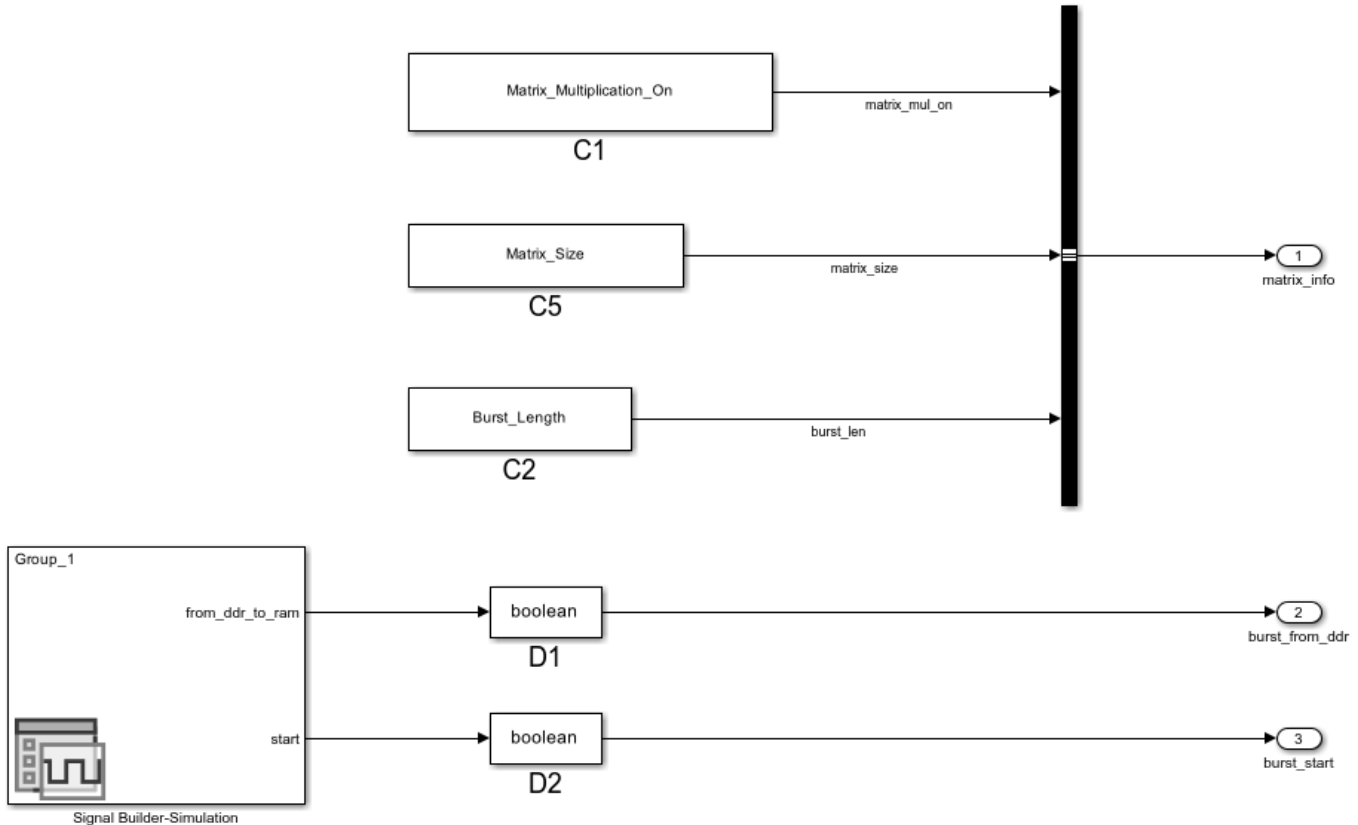 Matrix_Multiplication_On
matrix_mul_on
C1
Matrix_Size
matrix_size
C5
1
matrix_info
Burst_Length
burst_len
C2
Group_1
from_ddr_to_ram
boolean
D1
2
burst_from_ddr
start
boolean
D2
3
burst_start
Signal Builder-Simulation